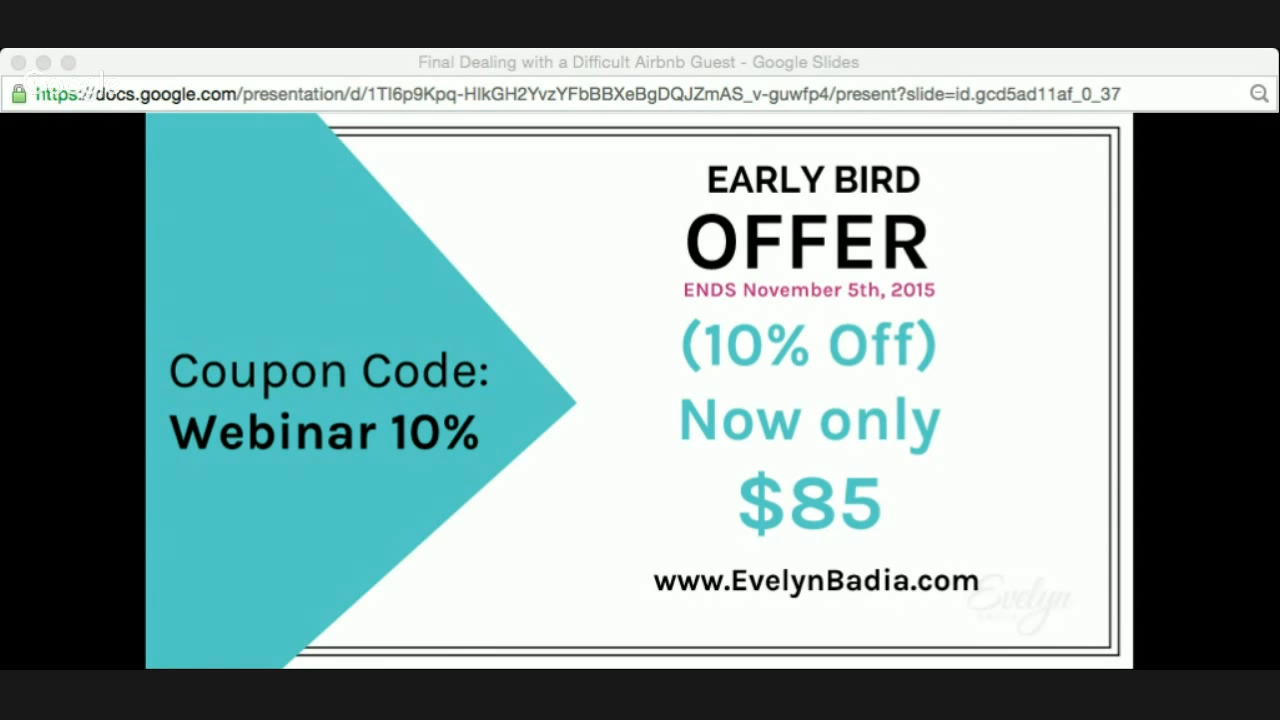 Final Dealing with a Difficult Airbnb Guest - Google Slides
https://docs.google.com/presentation/d/1Tl6p9Kpq-HlkGH2YvzYFbBBXeBgDQJZmAS_v-guwfp4/present?slide=id.gcd5ad11af_0_37
EARLY BIRD
OFFER
ENDS November 5th, 2015
(10% Off)
Now only
$85
www.EvelynBadia.com
Coupon Code:
Webinar 10%
Evelyn